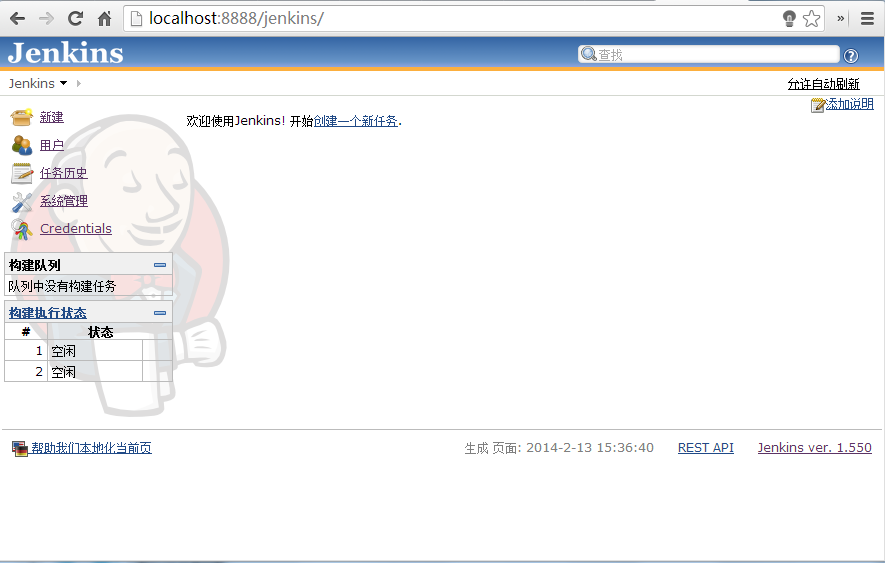 localhost:8888/jenkins/
»
Jenkins
查找
Jenkins
允许自动刷新
添加说明
新建
欢迎使用Jenkins! 开始创建一个新任务.
用户
任务历史
系统管理
Credentials
构建队列
队列中没有构建任务
构建执行状态
# 状态
1 空闲
2 空闲
帮助我们本地化当前页 生成 页面: 2014-2-13 15:36:40 REST API Jenkins ver. 1.550